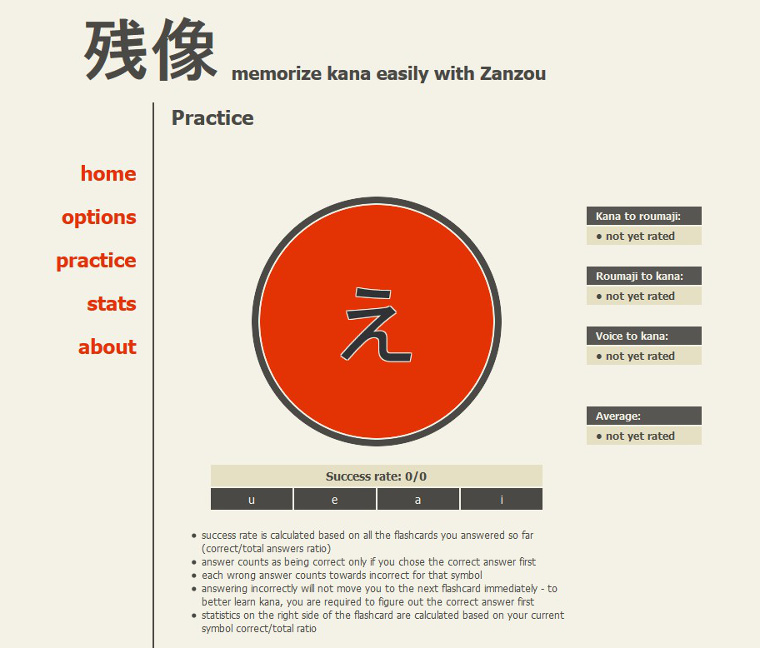 残像 memorize kana easily with Zanzou
Practice
home
options
practice
stats
about
え
Kana to roumaji:
● not yet rated
Roumaji to kana:
● not yet rated
Voice to kana:
● not yet rated
Average:
● not yet rated
Success rate: 0/0
u e a i
● success rate is calculated based on all the flashcards you answered so far
(correct/total answers ratio)
● answer counts as being correct only if you chose the correct answer first
● each wrong answer counts towards incorrect for that symbol
● answering incorrectly will not move you to the next flashcard immediately - to
better learn kana, you are required to figure out the correct answer first
● statistics on the right side of the flashcard are calculated based on your current
symbol correct/total ratio